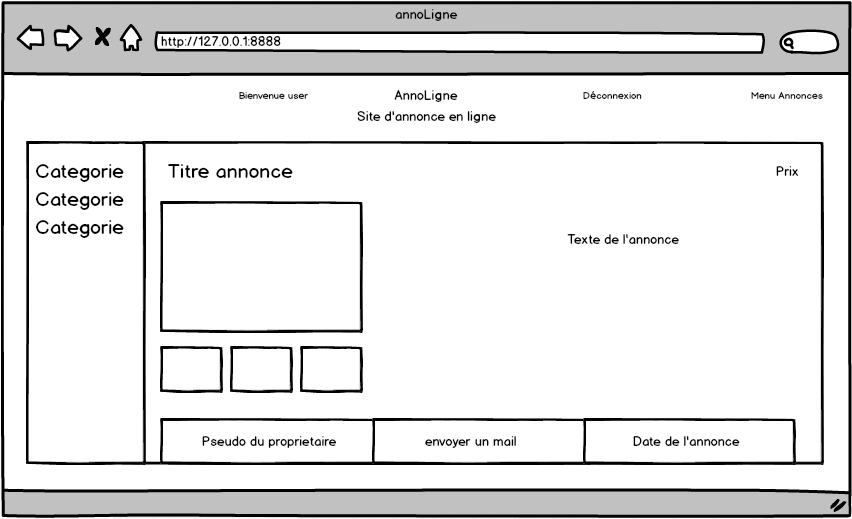 annoLigne
http://127.0.0.1:8888
Bienvenue user
AnnoLigne
Déconnexion
Menu Annonces
Site d'annonce en ligne
Categorie
Categorie
Categorie
Titre annonce
Prix
Texte de l'annonce
Pseudo du proprietaire
envoyer un mail
Date de l'annonce